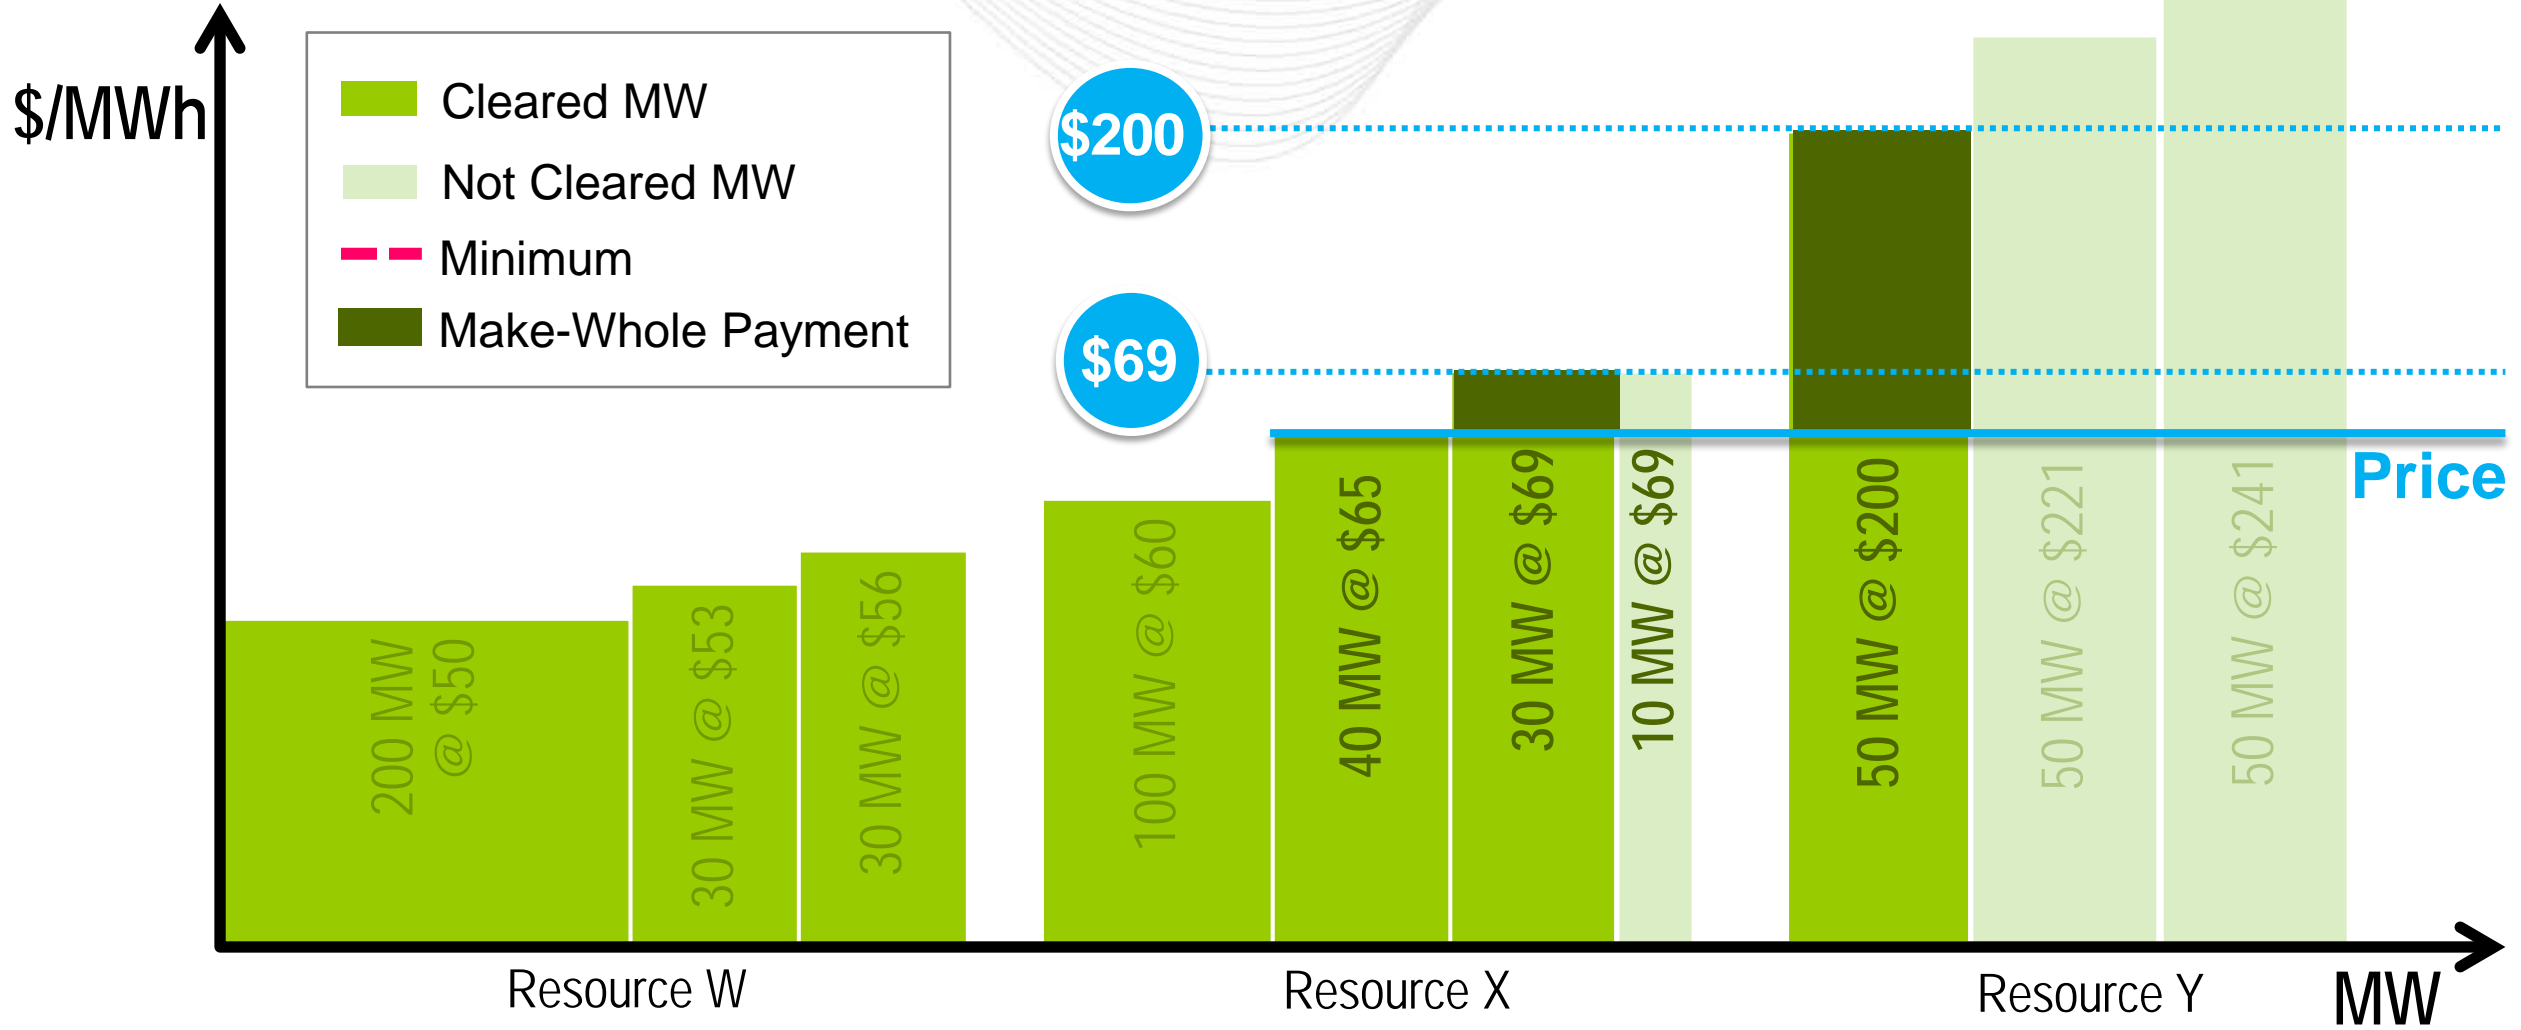 $/MWh
Cleared MW
Not Cleared MW
Minimum
Make-Whole Payment
$200
$69
Price
200 MW
@ $50
30 MW @ $53
30 MW @ $56
100 MW @ $60
40 MW @ $65
30 MW @ $69
10 MW @ $69
50 MW @ $200
50 MW @ $221
50 MW @ $241
Resource W
Resource X
Resource Y
MW